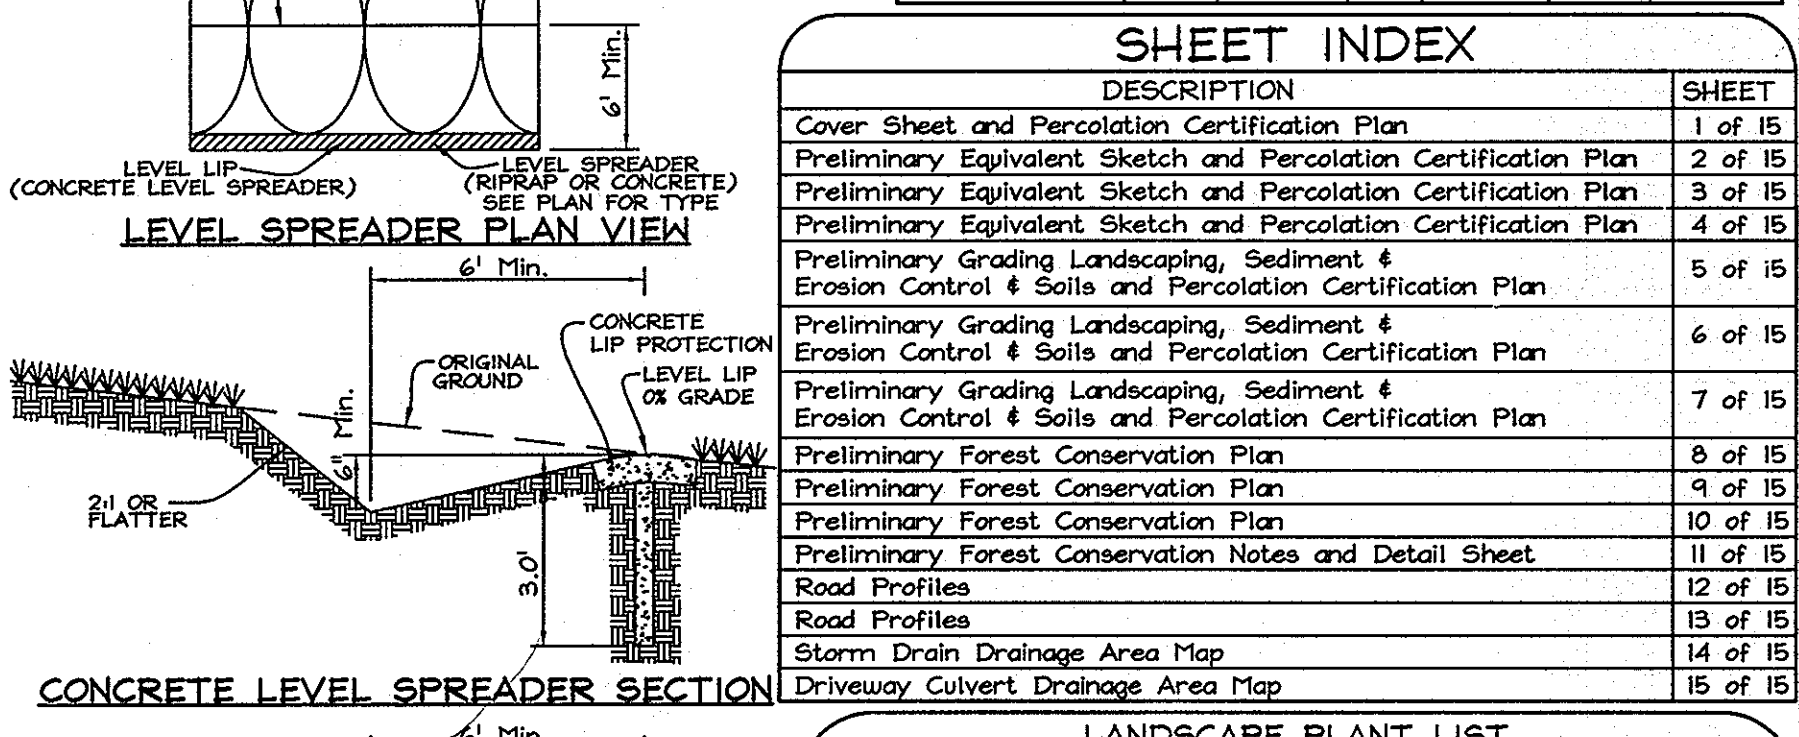 6' Min.
LEVEL LIP
(CONCRETE LEVEL SPREADER)
LEVEL SPREADER
(RIPRAP OR CONCRETE)
SEE PLAN FOR TYPE
LEVEL SPREADER PLAN VIEW
6' Min.
CONCRETE
LIP PROTECTION
ORIGINAL
GROUND
LEVEL LIP
0% GRADE
6" Min.
2:1 OR
FLATTER
3.0'
CONCRETE LEVEL SPREADER SECTION
6' Min.
SHEET INDEX
DESCRIPTION SHEET
Cover Sheet and Percolation Certification Plan 1 of 15
Preliminary Equivalent Sketch and Percolation Certification Plan 2 of 15
Preliminary Equivalent Sketch and Percolation Certification Plan 3 of 15
Preliminary Equivalent Sketch and Percolation Certification Plan 4 of 15
Preliminary Grading Landscaping, Sediment &
Erosion Control & Soils and Percolation Certification Plan 5 of 15
Preliminary Grading Landscaping, Sediment &
Erosion Control & Soils and Percolation Certification Plan 6 of 15
Preliminary Grading Landscaping, Sediment &
Erosion Control & Soils and Percolation Certification Plan 7 of 15
Preliminary Forest Conservation Plan 8 of 15
Preliminary Forest Conservation Plan 9 of 15
Preliminary Forest Conservation Plan 10 of 15
Preliminary Forest Conservation Notes and Detail Sheet 11 of 15
Road Profiles 12 of 15
Road Profiles 13 of 15
Storm Drain Drainage Area Map 14 of 15
Driveway Culvert Drainage Area Map 15 of 15
LANDSCAPE PLANT LIST